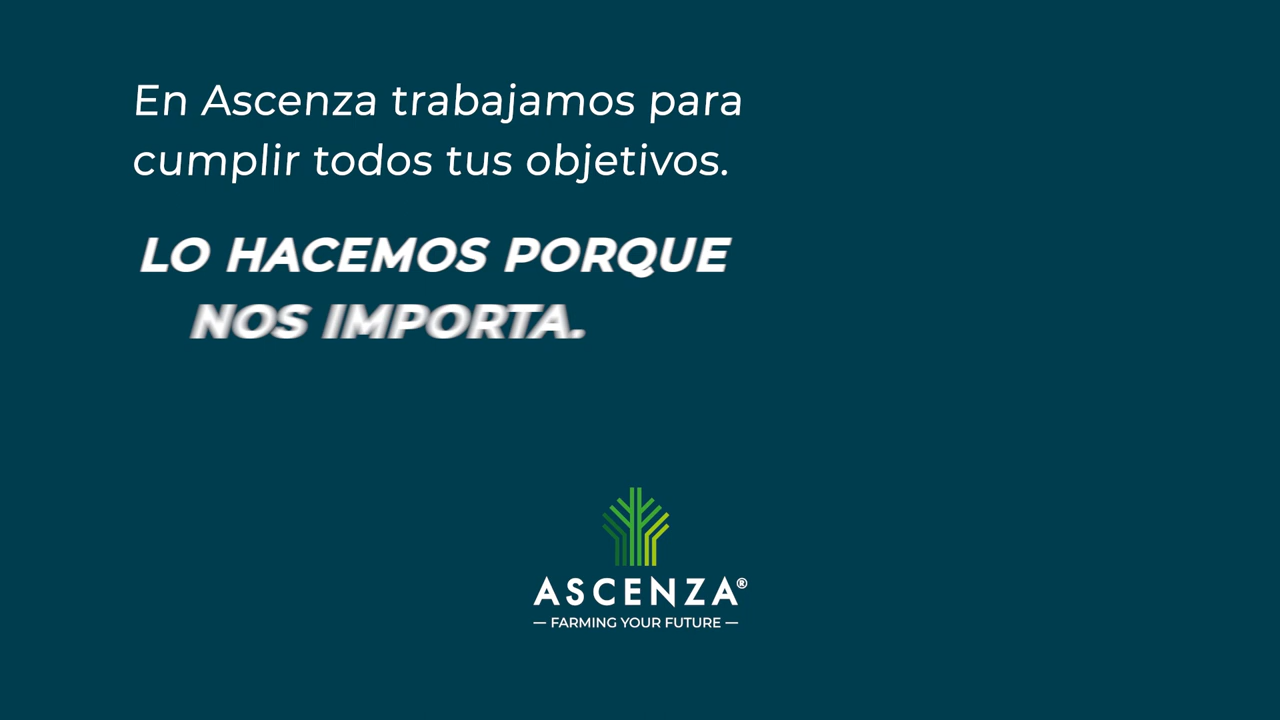 En Ascenza trabajamos para
cumplir todos tus objetivos.
LO HACEMOS PORQUE
NOS IMPORTA.
ASCENZA®
— FARMING YOUR FUTURE —